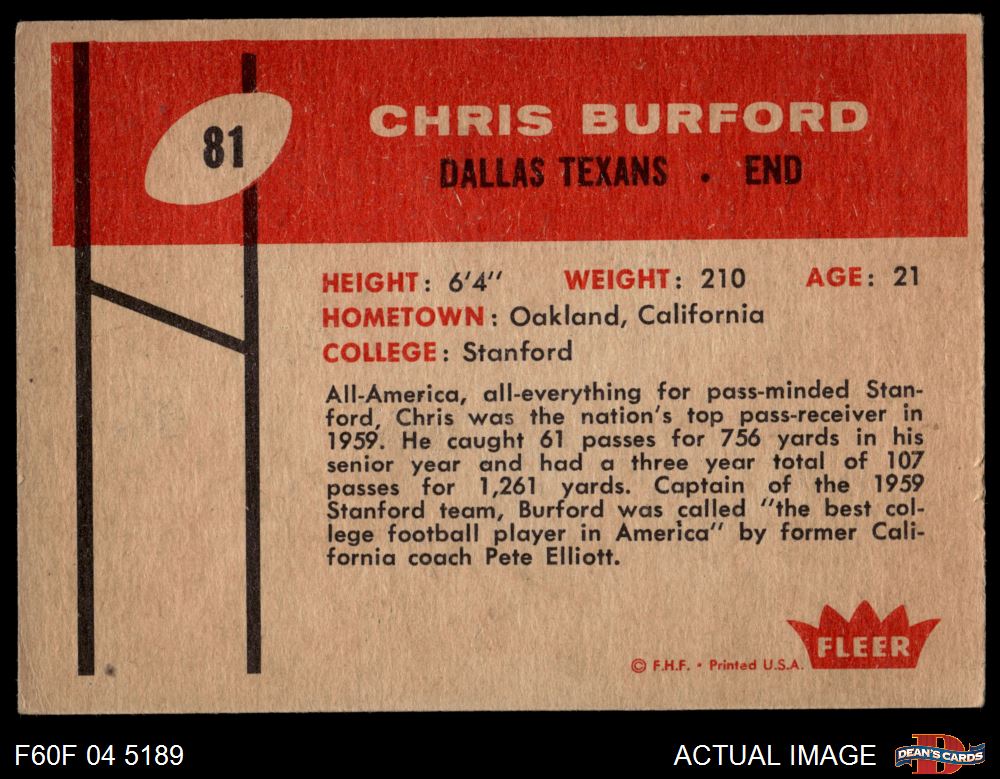 81
CHRIS BURFORD
DALLAS TEXANS . END
HEIGHT: 6'4" WEIGHT: 210 AGE: 21
HOMETOWN: Oakland, California
COLLEGE: Stanford
All-America, all-everything for pass-minded Stan-
ford, Chris was the nation's top pass-receiver in
1959. He caught 61 passes for 756 yards in his
senior year and had a three year total of 107
passes for 1,261 yards. Captain of the 1959
Stanford team, Burford was called "the best col-
lege football player in America" by former Cali-
fornia coach Pete Elliott.
FLEER
© F.H.F. • Printed U.S.A.
F60F 04 5189
ACTUAL IMAGE
D
DEAN'S CARDS